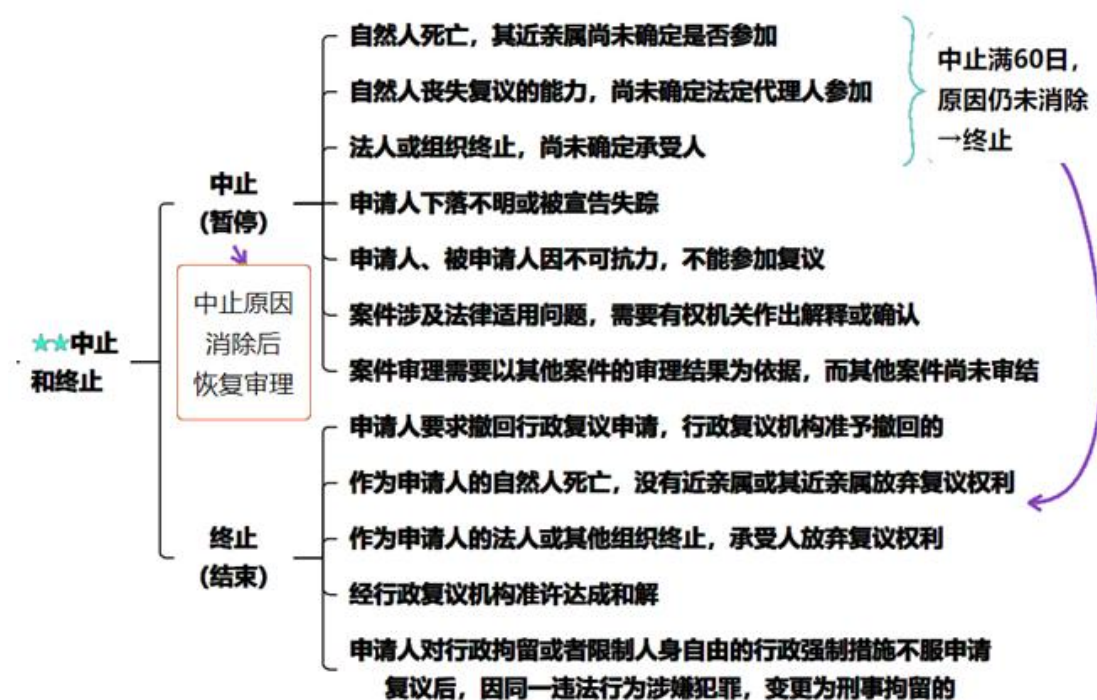 自然人死亡，其近亲属尚未确定是否参加
自然人丧失复议的能力，尚未确定法定代理人参加
法人或组织终止，尚未确定承受人
中止满60日，
原因仍未消除
→终止
中止
(暂停)
申请人下落不明或被宣告失踪
申请人、被申请人因不可抗力，不能参加复议
案件涉及法律适用问题，需要有权机关作出解释或确认
案件审理需要以其他案件的审理结果为依据，而其他案件尚未审结
中止原因
消除后
恢复审理
★★中止
和终止
申请人要求撤回行政复议申请，行政复议机构准予撤回的
作为申请人的自然人死亡，没有近亲属或其近亲属放弃复议权利
作为申请人的法人或其他组织终止，承受人放弃复议权利
终止
(结束)
经行政复议机构准许达成和解
申请人对行政拘留或者限制人身自由的行政强制措施不服申请
复议后，因同一违法行为涉嫌犯罪，变更为刑事拘留的